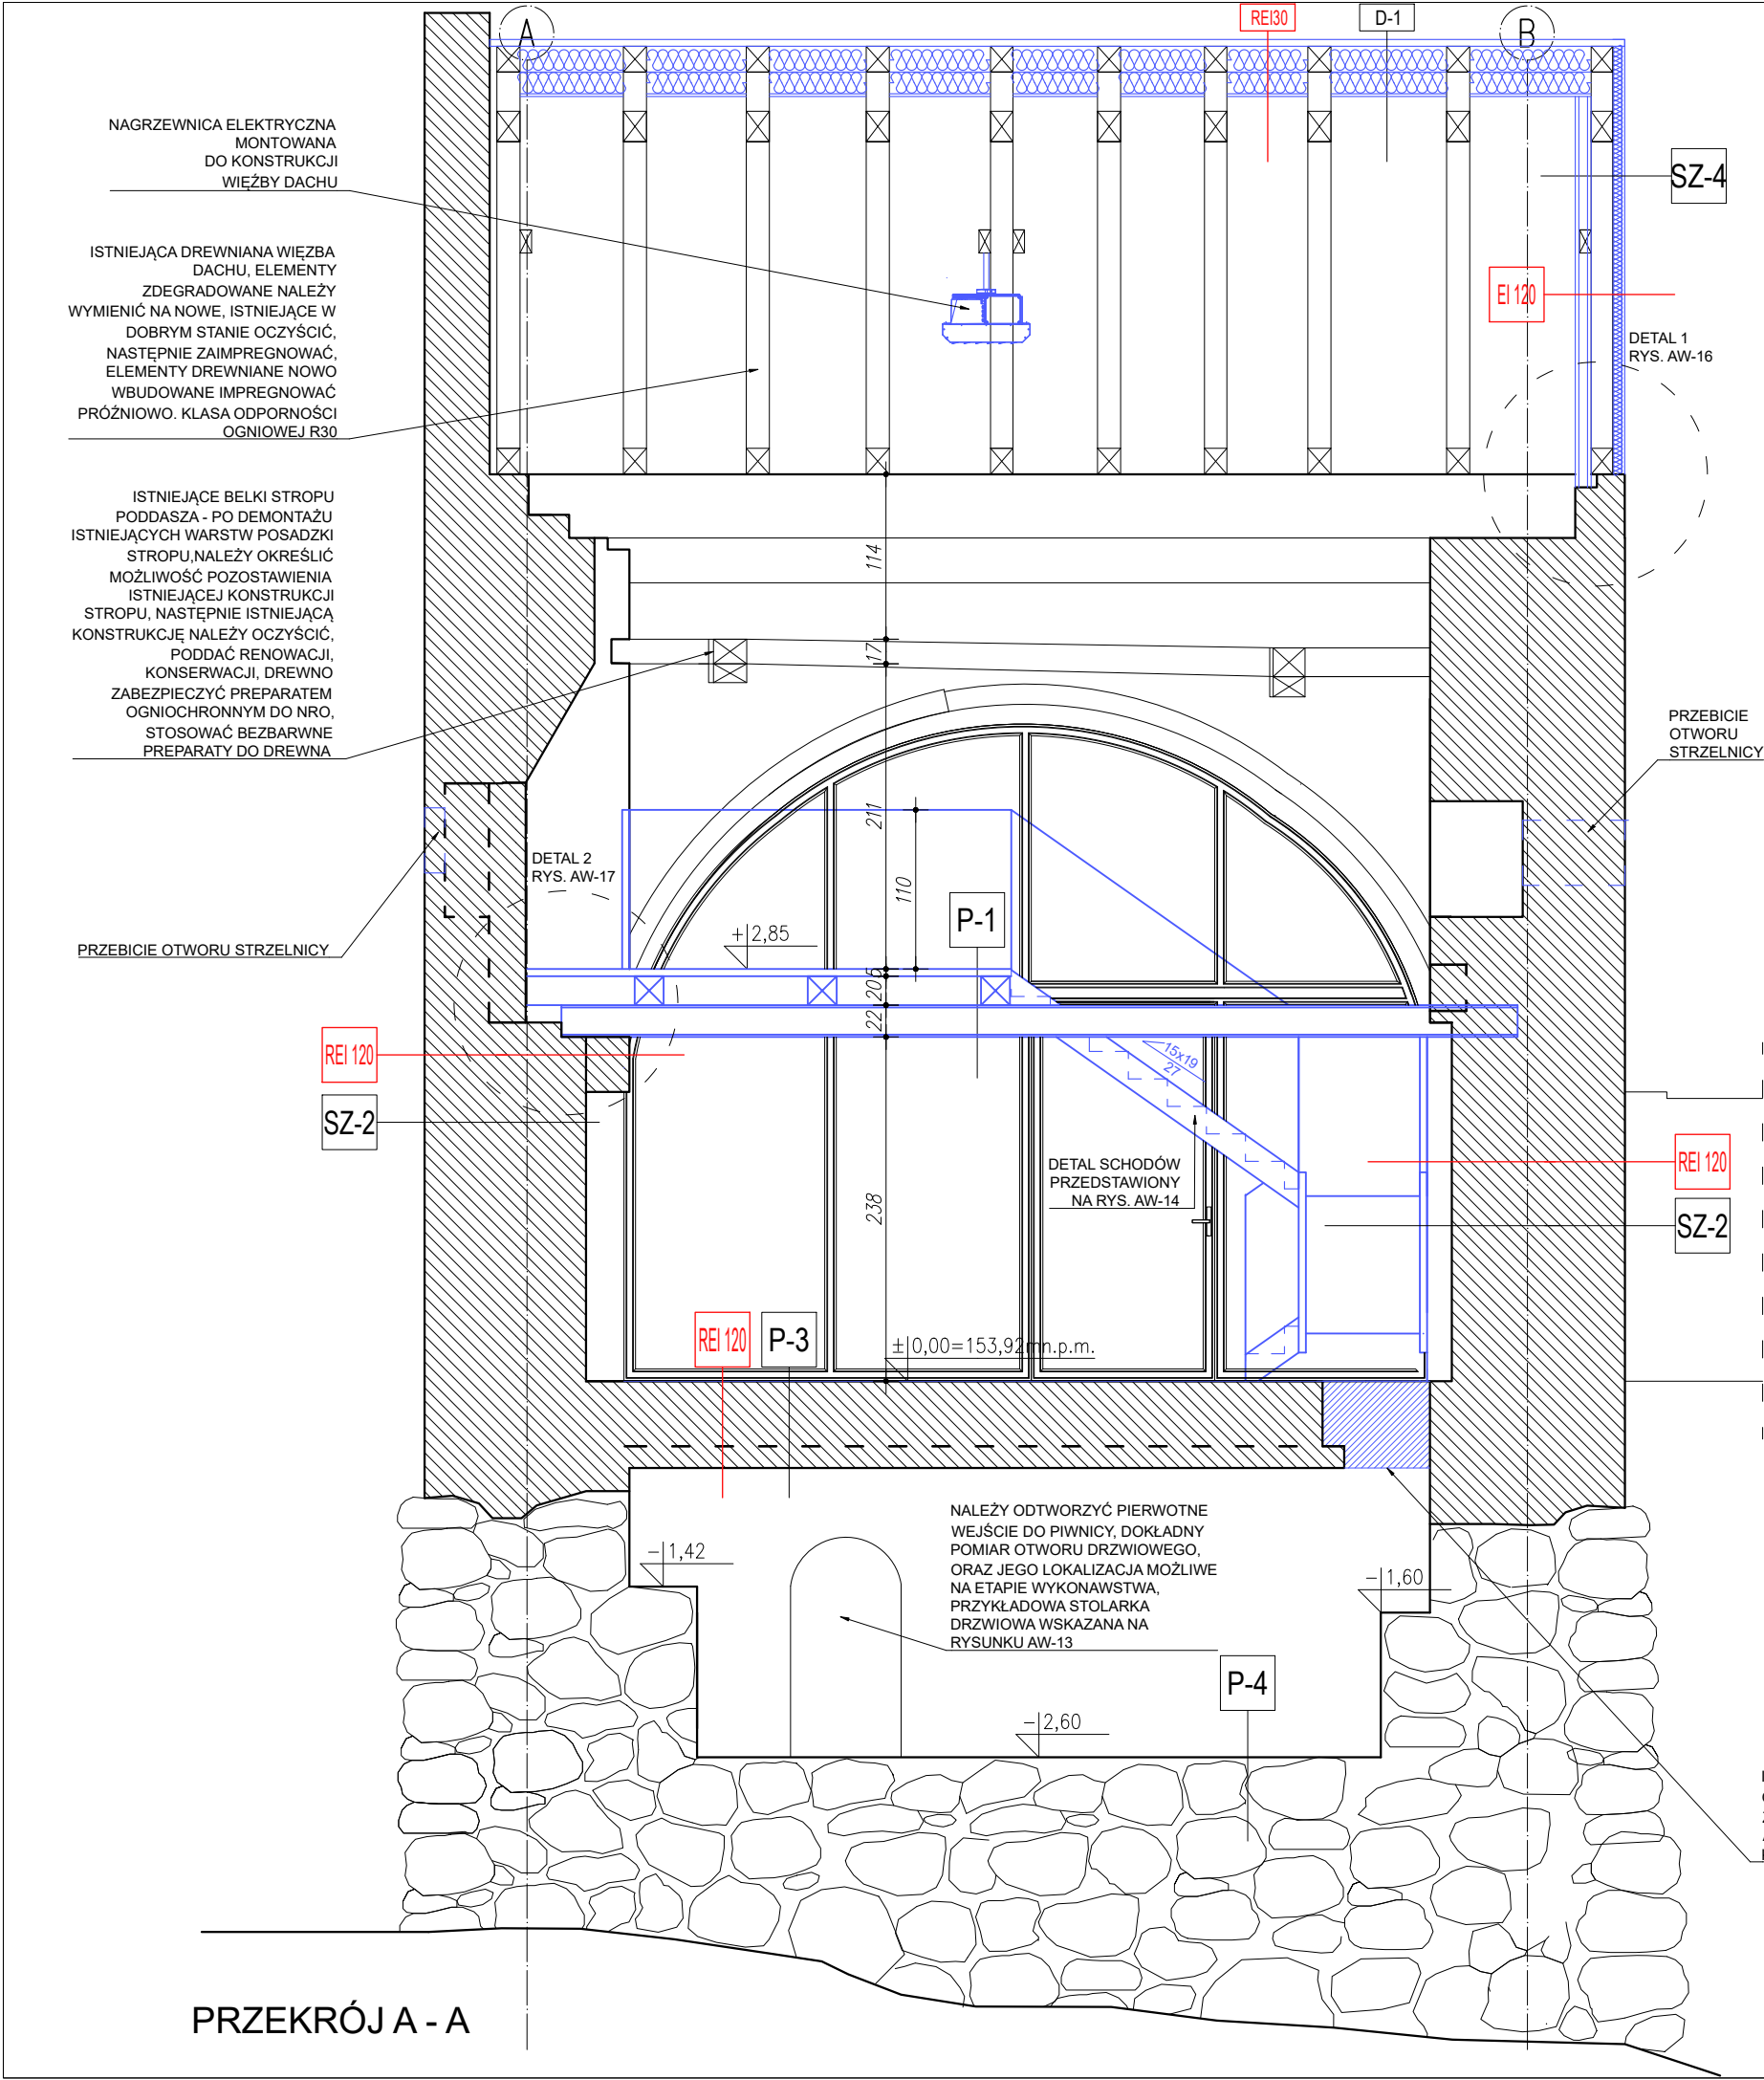 A
REI30
D-1
B
NAGRZEWNICA ELEKTRYCZNA
MONTOWANA
DO KONSTRUKCJI
WIĘŹBY DACHU
SZ-4
ISTNIEJĄCA DREWNIANA WIĘZBA
DACHU, ELEMENTY
ZDEGRADOWANE NALEŻY
WYMIENIĆ NA NOWE, ISTNIEJĄCE W
DOBRYM STANIE OCZYŚCIĆ,
NASTĘPNIE ZAIMPREGNOWAĆ,
ELEMENTY DREWNIANE NOWO
WBUDOWANE IMPREGNOWAĆ
PRÓŻNIOWO. KLASA ODPORNOŚCI
OGNIOWEJ R30
EI 120
DETAL 1
RYS. AW-16
ISTNIEJĄCE BELKI STROPU
PODDASZA - PO DEMONTAŻU
ISTNIEJĄCYCH WARSTW POSADZKI
STROPU,NALEŻY OKREŚLIĆ
MOŻLIWOŚĆ POZOSTAWIENIA
ISTNIEJĄCEJ KONSTRUKCJI
STROPU, NASTĘPNIE ISTNIEJĄCĄ
KONSTRUKCJĘ NALEŻY OCZYŚCIĆ,
PODDAĆ RENOWACJI,
KONSERWACJI, DREWNO
ZABEZPIECZYĆ PREPARATEM
OGNIOCHRONNYM DO NRO,
STOSOWAĆ BEZBARWNE
PREPARATY DO DREWNA
114
17
211
110
PRZEBICIE
OTWORU
STRZELNICY
DETAL 2
RYS. AW-17
P-1
+2,85
PRZEBICIE OTWORU STRZELNICY
5
20
22
REI 120
SZ-2
15x19
27
DETAL SCHODÓW
PRZEDSTAWIONY
NA RYS. AW-14
REI 120
SZ-2
238
REI 120
P-3
±0,00=153,92mn.p.m.
NALEŻY ODTWORZYĆ PIERWOTNE
WEJŚCIE DO PIWNICY, DOKŁADNY
POMIAR OTWORU DRZWIOWEGO,
ORAZ JEGO LOKALIZACJA MOŻLIWE
NA ETAPIE WYKONAWSTWA,
PRZYKŁADOWA STOLARKA
DRZWIOWA WSKAZANA NA
RYSUNKU AW-13
-1,42
-1,60
P-4
-2,60
PRZEKRÓJ A - A